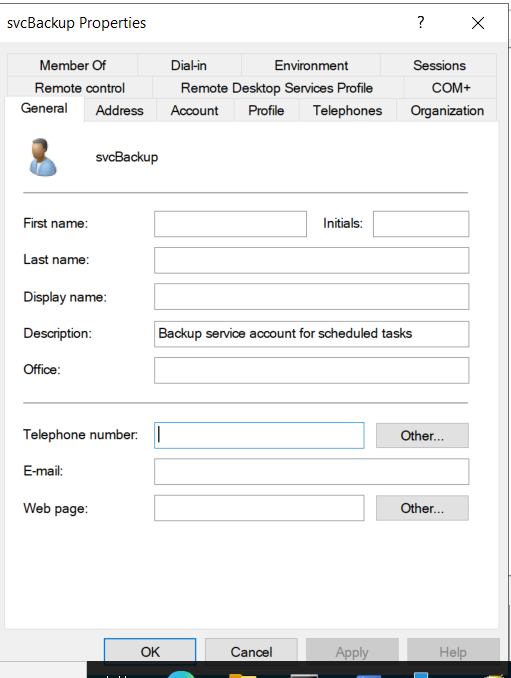 svcBackup Properties
?
Member Of Dial-in Environment Sessions
Remote control Remote Desktop Services Profile COM+
General Address Account Profile Telephones Organization
svcBackup
First name: Initials:
Last name:
Display name:
Description: Backup service account for scheduled tasks
Office:
Telephone number: Other...
E-mail:
Web page: Other...
OK Cancel Apply Help